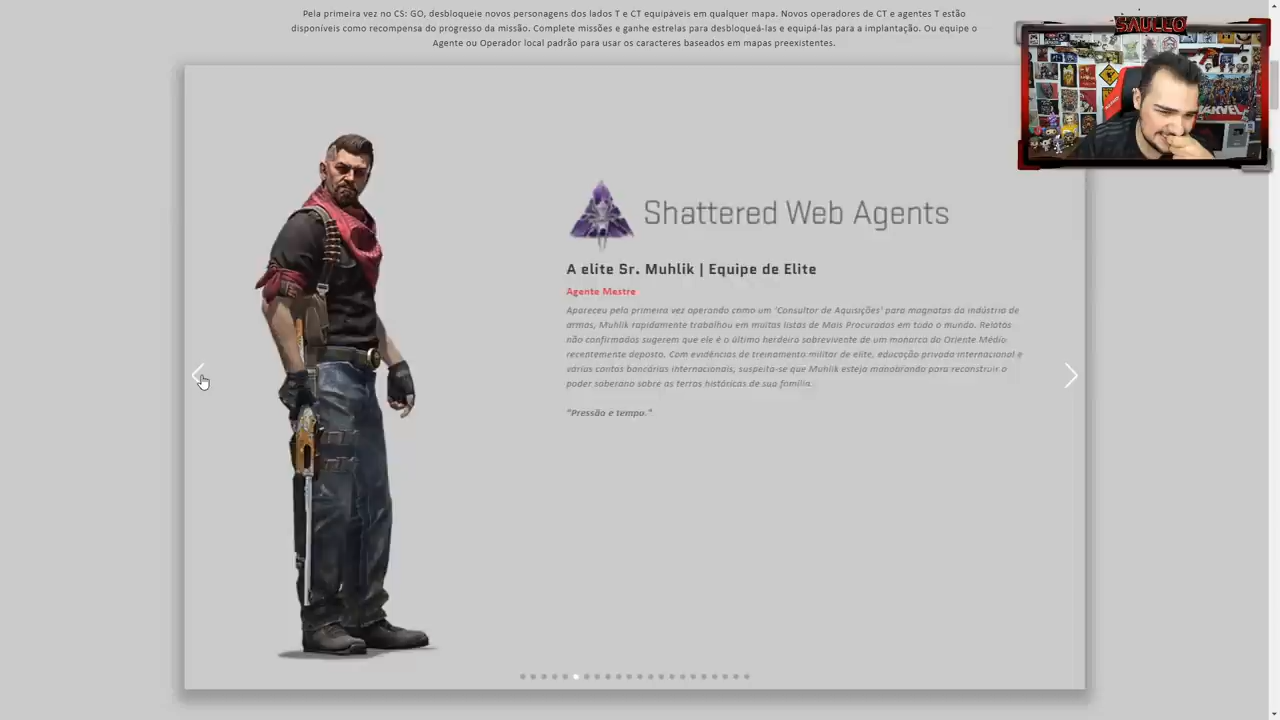 Pela primeira vez no CS: GO, desbloqueie novos personagens dos lados T e CT equipáveis em qualquer mapa. Novos operadores de CT e agentes T estão
disponíveis como recompensa do progresso da missão. Complete missões e ganhe estrelas para desbloqueá-las e equipá-las para a implantação. Ou equipe o
Agente ou Operador local padrão para usar os caracteres baseados em mapas preexistentes.
SAULLO
MARVEL
Shattered Web Agents
A elite Sr. Muhlik | Equipe de Elite
Agente Mestre
Apareceu pela primeira vez operando como um 'Consultor de Aquisições' para magnatas da indústria de
armas, Muhlik rapidamente trabalhou em muitas listas de Mais Procurados em todo o mundo. Relatos
não confirmados sugerem que ele é o último herdeiro sobrevivente de um monarca do Oriente Médio
recentemente deposto. Com evidências de treinamento militar de elite, educação privada internacional e
várias contas bancárias internacionais, suspeita-se que Muhlik esteja manobrando para reconstruir o
poder soberano sobre as terras históricas de sua família.
"Pressão e tempo."